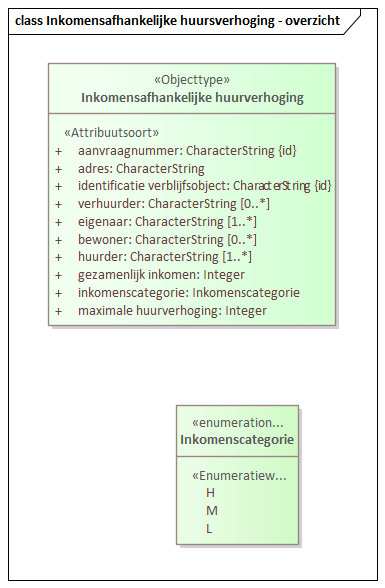 class Inkomensafhankelijke huursverhoging - overzicht
«Objecttype»
Inkomensafhankelijke huurverhoging
«Attribuutsoort»
+ aanvraagnummer: CharacterString {id}
+ adres: CharacterString
+ identificatie verblijfsobject: CharacterString {id}
+ verhuurder: CharacterString [0..*]
+ eigenaar: CharacterString [1..*]
+ bewoner: CharacterString [0..*]
+ huurder: CharacterString [1..*]
+ gezamenlijk inkomen: Integer
+ inkomenscategorie: Inkomenscategorie
+ maximale huurverhoging: Integer
«enumeration...
Inkomenscategorie
«Enumeratiew...
H
M
L